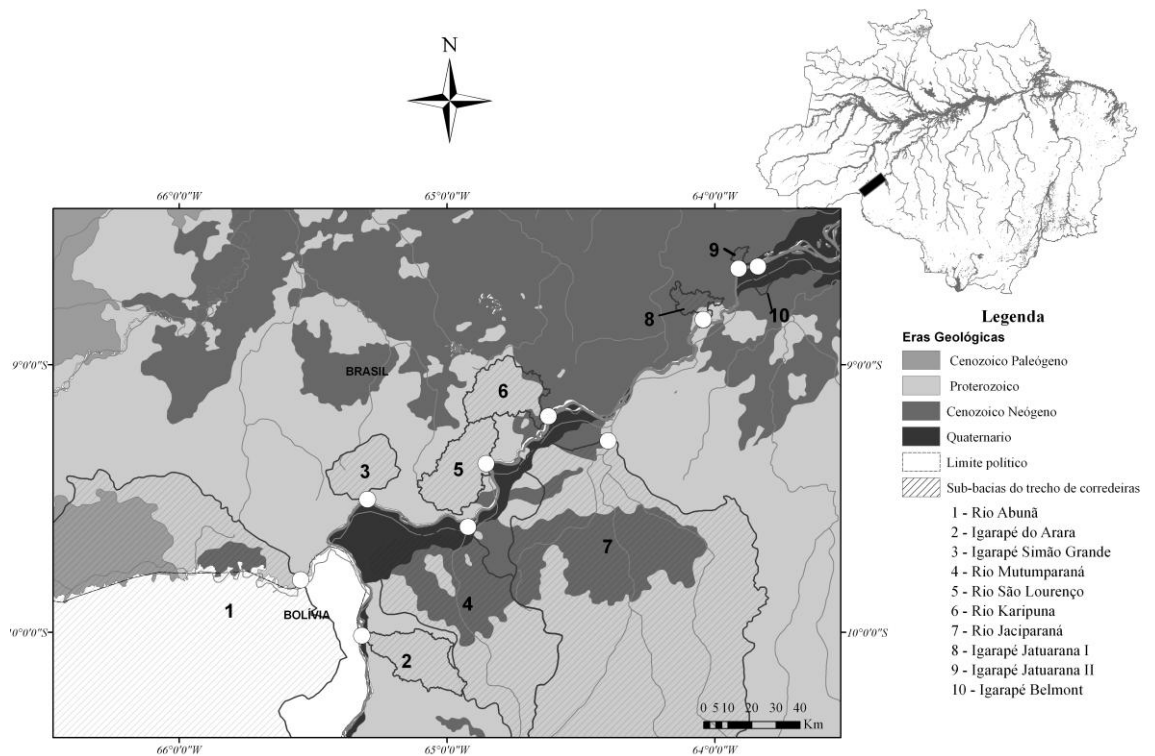 N
66°0'0"W
65°0'0"W
64°0'0"W
9
8
10
9°0'0"S
BRASIL
9°0'0"S
6
5
3
7
4
1
BOLÍVIA
10°0'0"S
2
10°0'0"S
0 5 10 20 30 40
Km
66°0'0"W
65°0'0"W
64°0'0"W
Legenda
Eras Geológicas
Cenozoico Paleógeno
Proterozoico
Cenozoico Neógeno
Quaternario
Limite político
Sub-bacias do trecho de corredeiras
1 - Rio Abunã
2 - Igarapé do Arara
3 - Igarapé Simão Grande
4 - Rio Mutumparaná
5 - Rio São Lourenço
6 - Rio Karipuna
7 - Rio Jaciparaná
8 - Igarapé Jatuarana I
9 - Igarapé Jatuarana II
10 - Igarapé Belmont